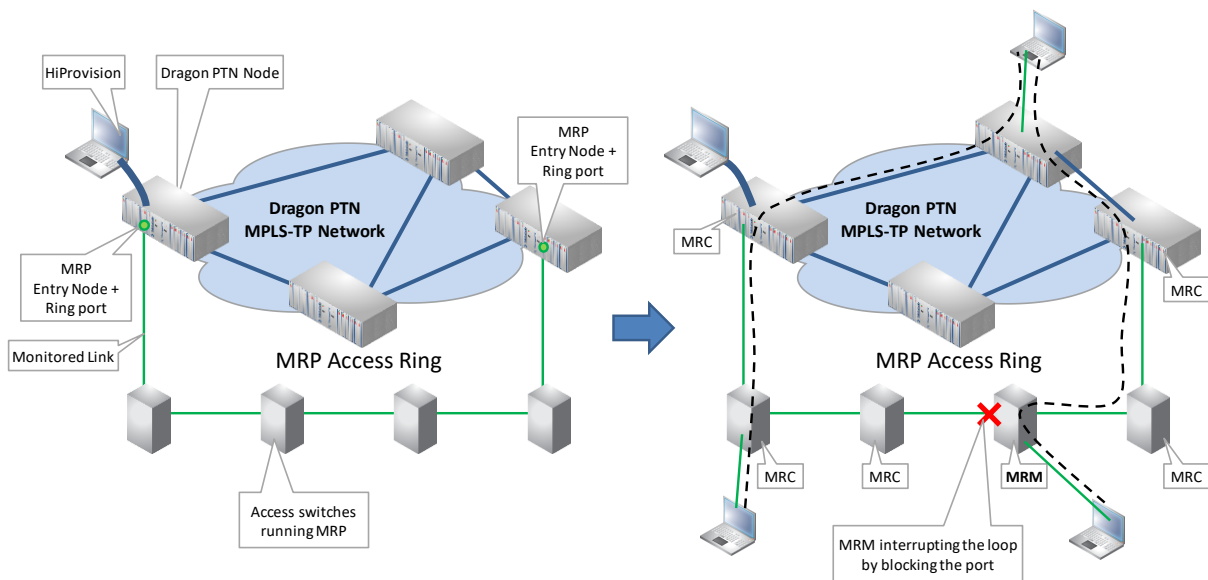 HiProvision
Dragon PTN Node
MRP
Entry Node +
Ring port
Dragon PTN
MPLS-TP Network
MRP
Entry Node +
Ring port
Monitored Link
MRP Access Ring
Access switches
running MRP
MRC
Dragon PTN
MPLS-TP Network
MRC
MRP Access Ring
MRC
MRC
MRM
MRC
MRM interrupting the loop
by blocking the port